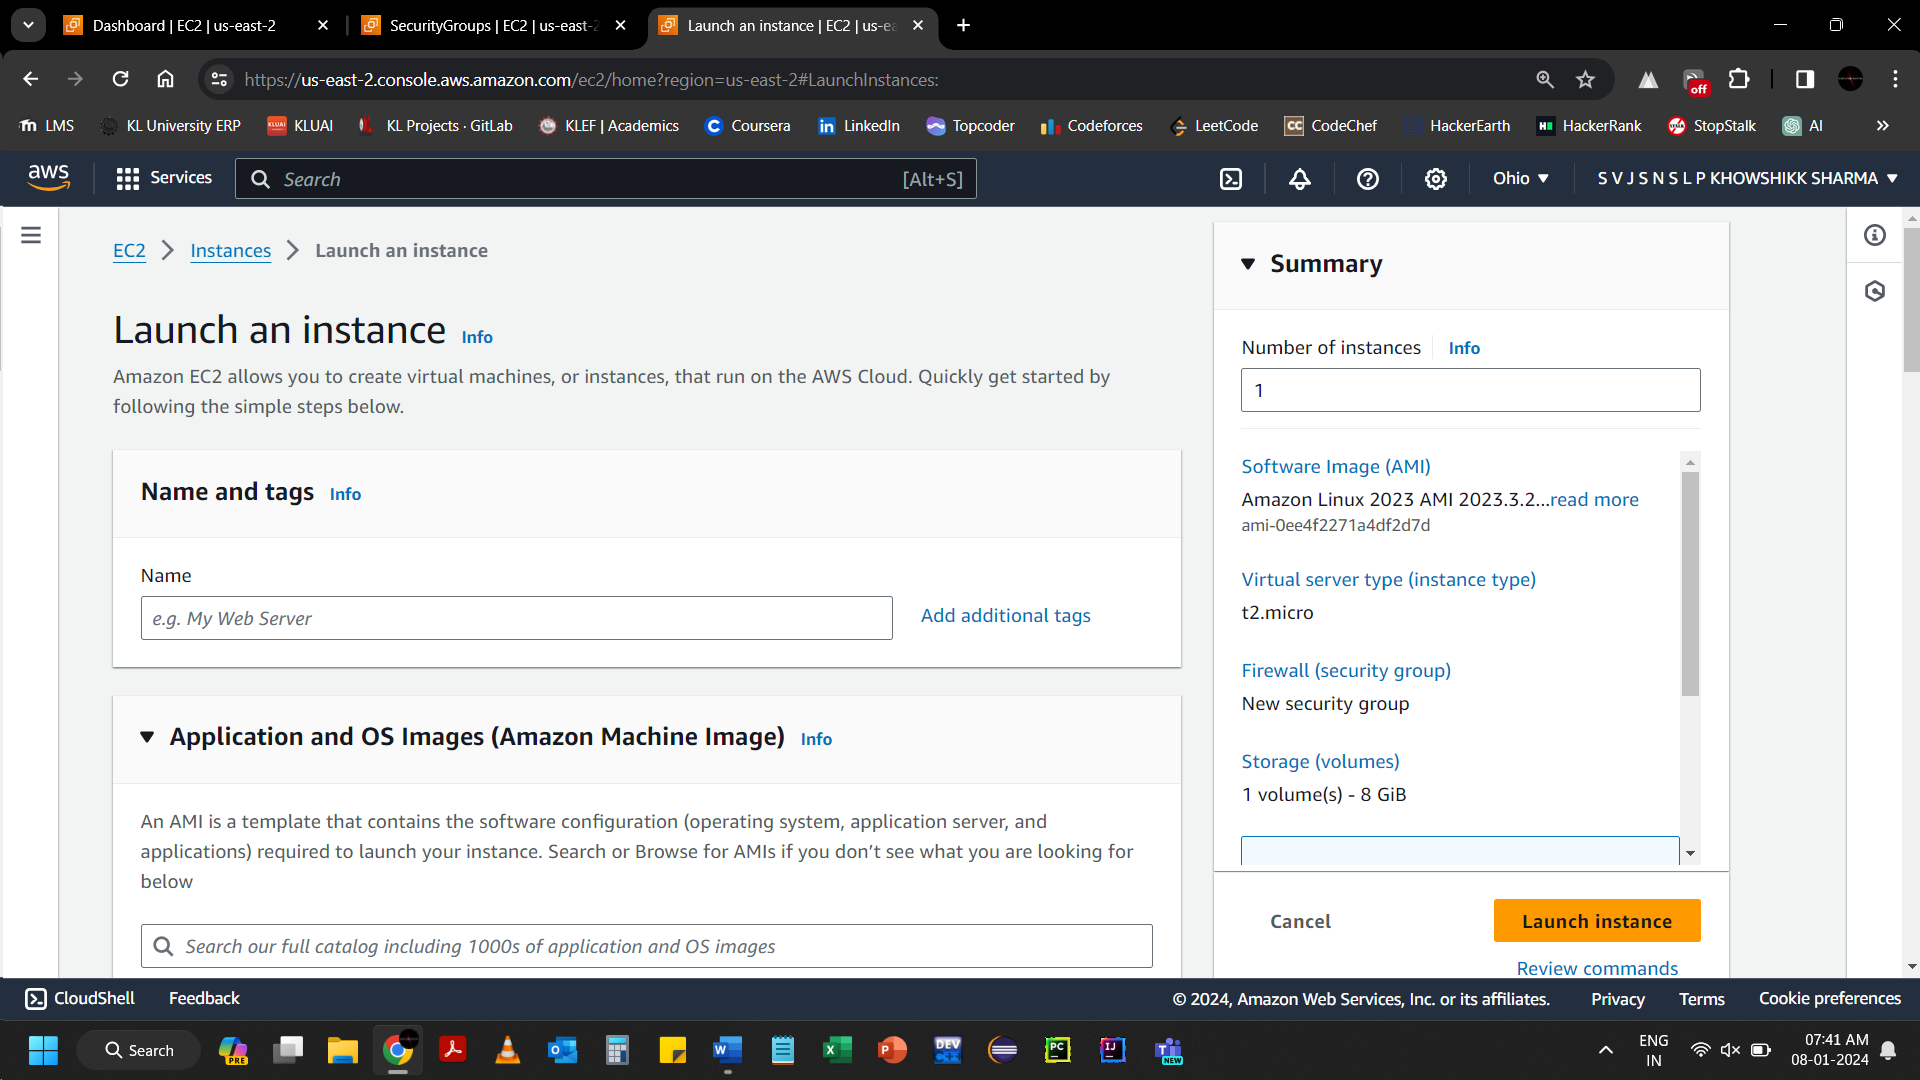 Dashboard | EC2 | us-east-2
SecurityGroups | EC2 | us-east-2
Launch an instance | EC2 | us-ea
https://us-east-2.console.aws.amazon.com/ec2/home?region=us-east-2#LaunchInstances:
off
LMS
KL University ERP
KLUAI
KL Projects · GitLab
KLEF | Academics
Coursera
LinkedIn
Topcoder
Codeforces
LeetCode
CodeChef
HackerEarth
HackerRank
StopStalk
AI
aws
Services
Search
[Alt+S]
Ohio
S V J S N S L P KHOWSHIKK SHARMA
EC2
Instances
Launch an instance
Launch an instance Info
Amazon EC2 allows you to create virtual machines, or instances, that run on the AWS Cloud. Quickly get started by
following the simple steps below.
Name and tags Info
Name
e.g. My Web Server
Add additional tags
Application and OS Images (Amazon Machine Image) Info
An AMI is a template that contains the software configuration (operating system, application server, and
applications) required to launch your instance. Search or Browse for AMIs if you don’t see what you are looking for
below
Search our full catalog including 1000s of application and OS images
Summary
Number of instances Info
1
Software Image (AMI)
Amazon Linux 2023 AMI 2023.3.2...read more
ami-0ee4f2271a4df2d7d
Virtual server type (instance type)
t2.micro
Firewall (security group)
New security group
Storage (volumes)
1 volume(s) - 8 GiB
Cancel
Launch instance
Review commands
CloudShell
Feedback
© 2024, Amazon Web Services, Inc. or its affiliates.
Privacy
Terms
Cookie preferences
Search
PRE
DEV
PC
IJ
NEW
ENG
IN
07:41 AM
08-01-2024